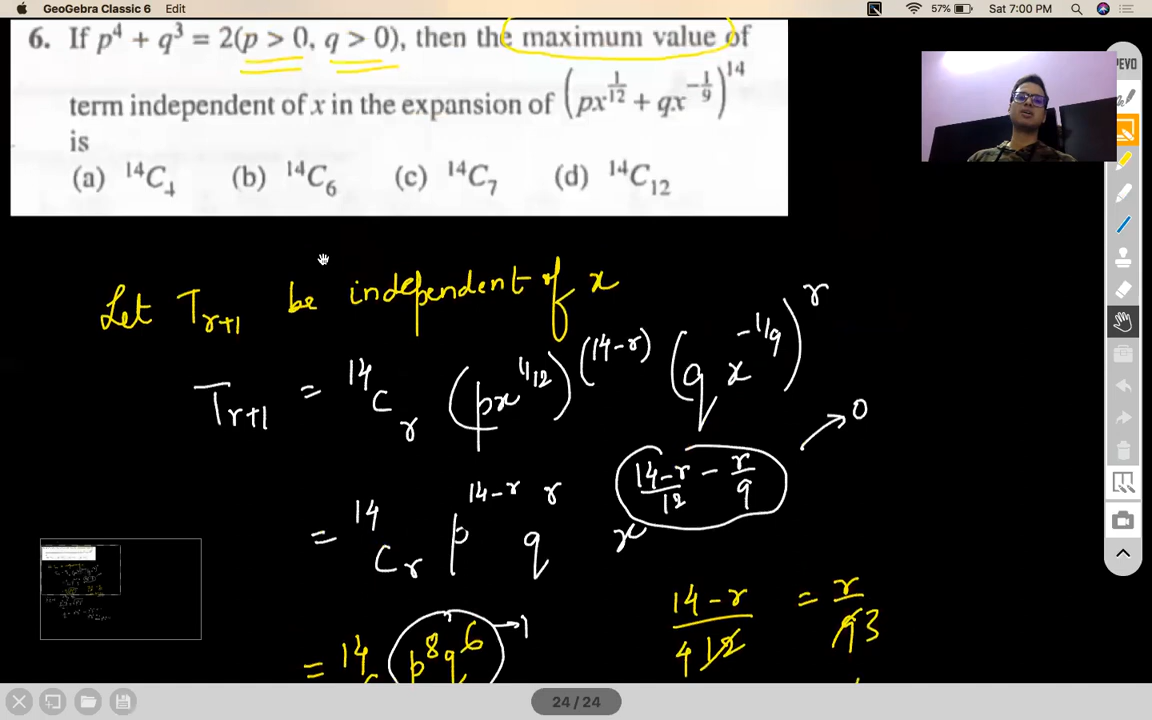 GeoGebra Classic 6 Edit 57% Sat 7:00 PM
6. If p⁴ + q³ = 2(p > 0, q > 0), then the maximum value of
term independent of x in the expansion of (px^{1/12} + qx^{-1/9})^{14}
is
(a) ¹⁴C₄ (b) ¹⁴C₆ (c) ¹⁴C₇ (d) ¹⁴C₁₂
EVO
Let T_{r+1} be independent of x
T_{r+1} = ¹⁴C_r (px^{1/12})^{(14-r)} (q x^{-1/9})^r
= ¹⁴C_r p^{14-r} q^r x^{(14-r)/12 - r/9} → 0
(14-r)/12 4 = r/9 3
= ¹⁴C p⁸q⁶ → 1
24 / 24